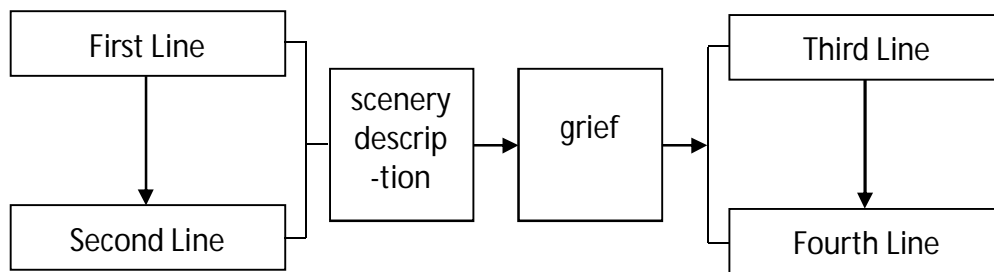 First Line
Second Line
scenery
descrip
-tion
grief
Third Line
Fourth Line